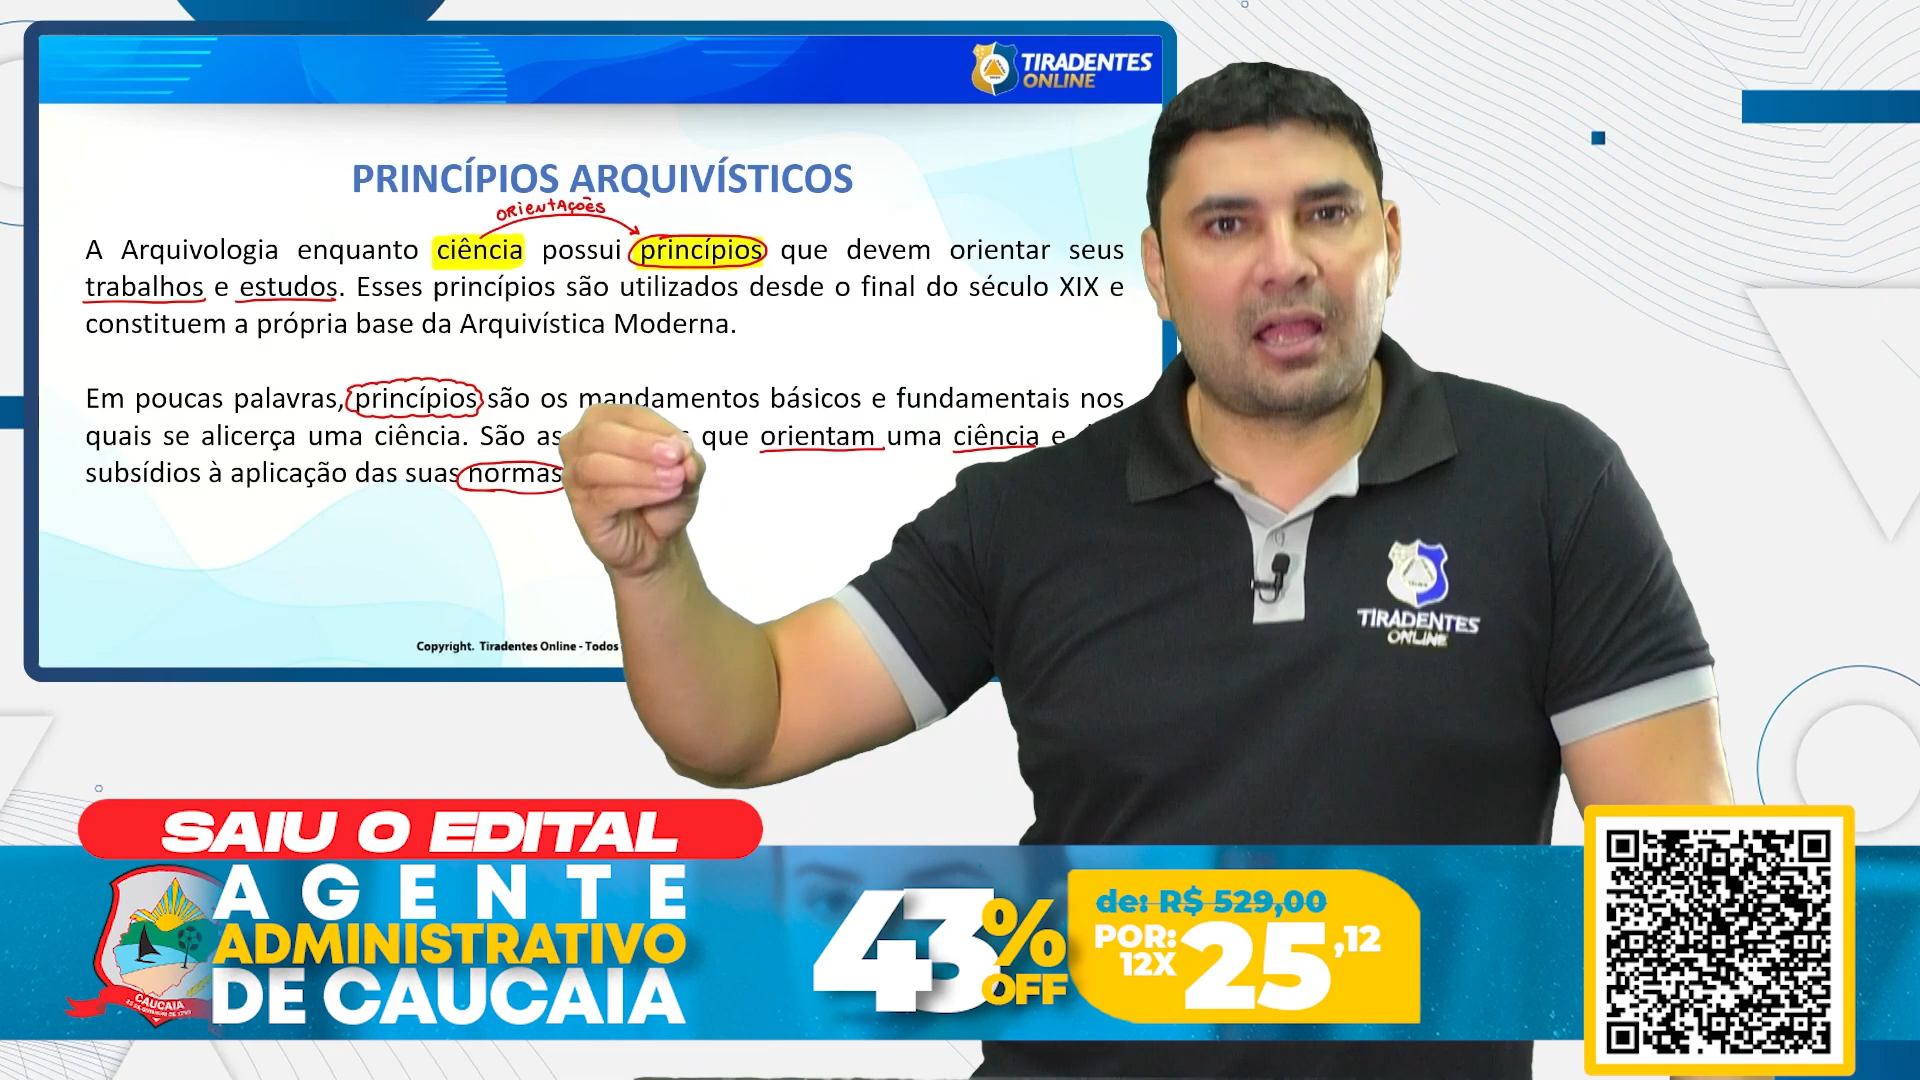 TIRADENTES
ONLINE
PRINCÍPIOS ARQUIVÍSTICOS
ORIENTAÇÕES
A Arquivologia enquanto ciência possui princípios que devem orientar seus
trabalhos e estudos. Esses princípios são utilizados desde o final do século XIX e
constituem a própria base da Arquivística Moderna.
Em poucas palavras, princípios são os mandamentos básicos e fundamentais nos
quais se alicerça uma ciência. São as que orientam uma ciência e
subsídios à aplicação das suas normas
Copyright. Tiradentes Online - Todos
TIRADENTES
ONLINE
SAIU O EDITAL
AGENTE
ADMINISTRATIVO
DE CAUCAIA
CAUCAIA
43% OFF
de: R$ 529,00
POR:
12X 25,12